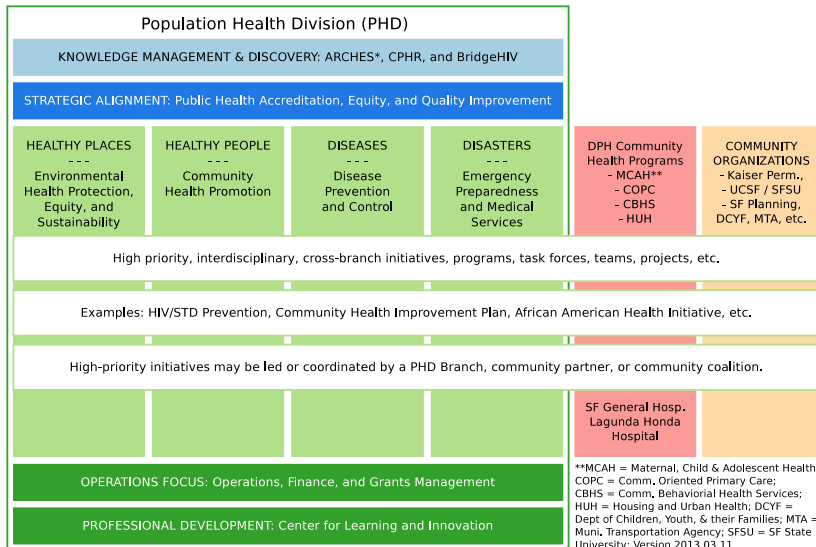 Population Health Division (PHD)
KNOWLEDGE MANAGEMENT & DISCOVERY: ARCHES*, CPHR, and BridgeHIV
STRATEGIC ALIGNMENT: Public Health Accreditation, Equity, and Quality Improvement
HEALTHY PLACES
- - -
Environmental
Health Protection,
Equity, and
Sustainability
HEALTHY PEOPLE
- - -
Community
Health Promotion
DISEASES
- - -
Disease
Prevention
and Control
DISASTERS
- - -
Emergency
Preparedness
and Medical
Services
DPH Community
Health Programs
- MCAH**
- COPC
- CBHS
- HUH
COMMUNITY
ORGANIZATIONS
- Kaiser Perm.,
- UCSF / SFSU
- SF Planning,
DCYF, MTA, etc.
High priority, interdisciplinary, cross-branch initiatives, programs, task forces, teams, projects, etc.
Examples: HIV/STD Prevention, Community Health Improvement Plan, African American Health Initiative, etc.
High-priority initiatives may be led or coordinated by a PHD Branch, community partner, or community coalition.
SF General Hosp.
Lagunda Honda
Hospital
OPERATIONS FOCUS: Operations, Finance, and Grants Management
PROFESSIONAL DEVELOPMENT: Center for Learning and Innovation
**MCAH = Maternal, Child & Adolescent Health
COPC = Comm. Oriented Primary Care;
CBHS = Comm. Behaviorial Health Services;
HUH = Housing and Urban Health; DCYF =
Dept of Children, Youth, & their Families; MTA =
Muni. Transportation Agency; SFSU = SF State
University; Version 2013.03.11